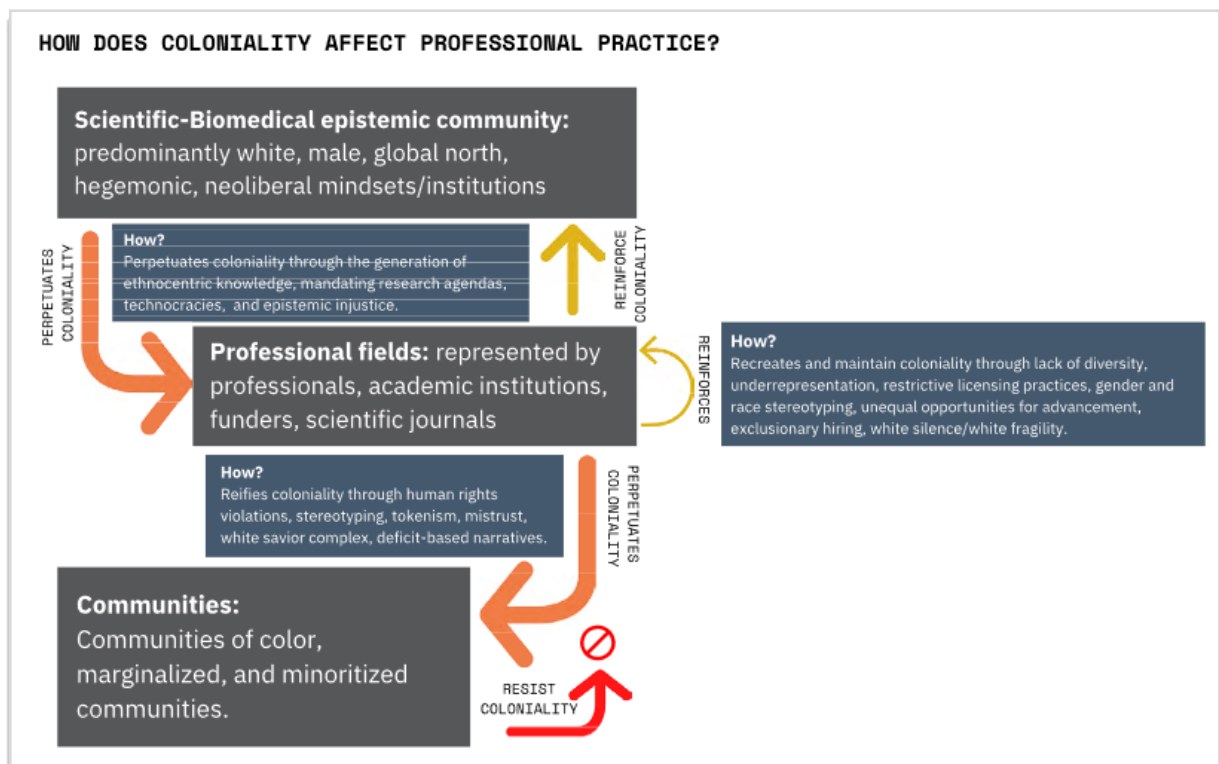 HOW DOES COLONIALITY AFFECT PROFESSIONAL PRACTICE?
Scientific-Biomedical epistemic community:
predominantly white, male, global north,
hegemonic, neoliberal mindsets/institutions
PERPETUATES
COLONIALITY
How?
Perpetuates coloniality through the generation of
ethnocentric knowledge, mandating research agendas,
technocracies, and epistemic injustice.
REINFORCE
COLONIALITY
Professional fields: represented by
professionals, academic institutions,
funders, scientific journals
REINFORCES
How?
Recreates and maintain coloniality through lack of diversity,
underrepresentation, restrictive licensing practices, gender and
race stereotyping, unequal opportunities for advancement,
exclusionary hiring, white silence/white fragility.
How?
Reifies coloniality through human rights
violations, stereotyping, tokenism, mistrust,
white savior complex, deficit-based narratives.
PERPETUATES
COLONIALITY
Communities:
Communities of color,
marginalized, and minoritized
communities.
RESIST
COLONIALITY